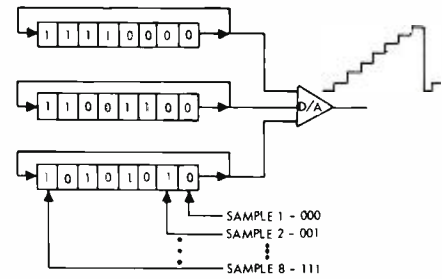 1 1 1 1 0 0 0 0
1 1 0 0 1 1 0 0
D/A
1 0 1 0 1 0 1 0
SAMPLE 1 - 000
SAMPLE 2 - 001
SAMPLE 8 - 111